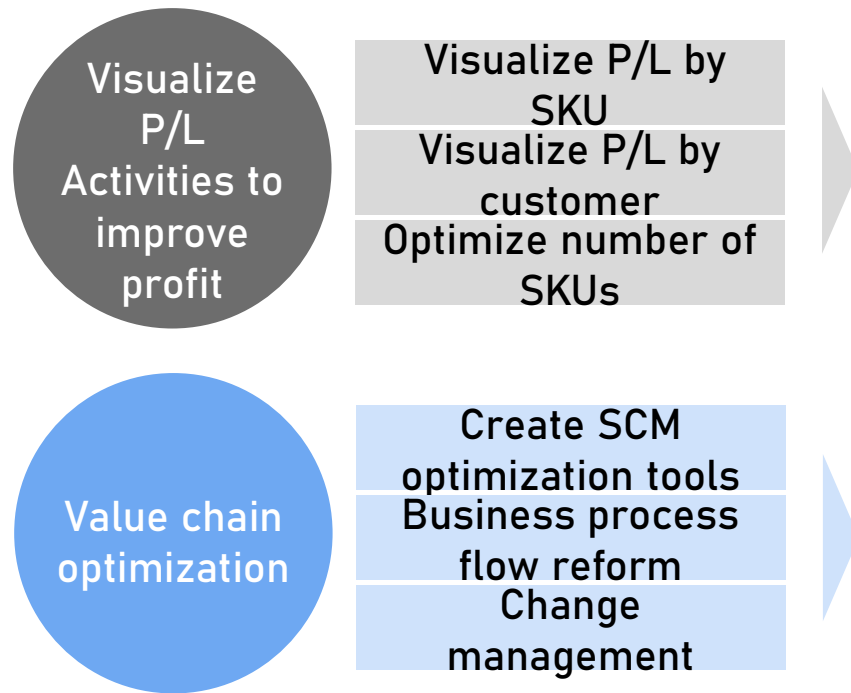 Visualize
P/L
Activities to
improve
profit
Visualize P/L by
SKU
Visualize P/L by
customer
Optimize number of
SKUs
Value chain
optimization
Create SCM
optimization tools
Business process
flow reform
Change
management